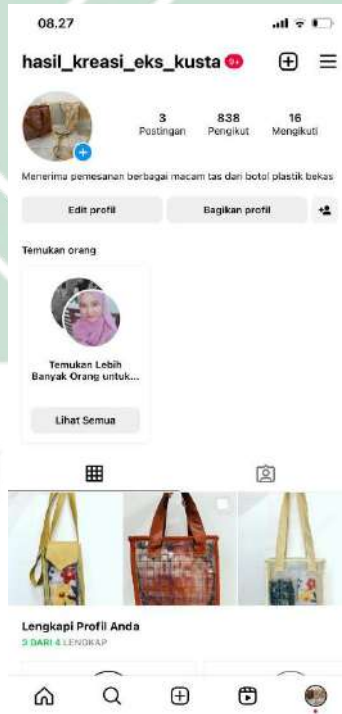 08.27
hasil_kreasi_eks_kusta 9+
3 838 16
Postingan Pengikut Mengikuti
Menerima pemesanan berbagai macam tas dari botol plastik bekas
Edit profil Bagikan profil
Temukan orang
Temukan Lebih
Banyak Orang untuk...
Lihat Semua
Lengkapi Profil Anda
3 DARI 4 LENGKAP